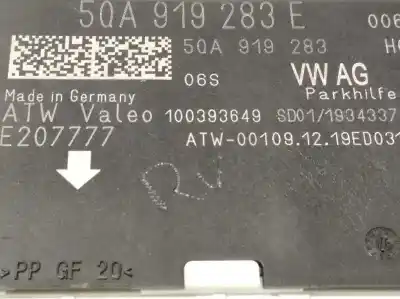 5QA 919 283 E 006
5QA 919 283
06S VW AG
Made in Germany Parkhilfe
ATW Valeo 100393649 SD01/1934337
E207777 ATW-00109.12.19ED031
RV
>PP GF 20<